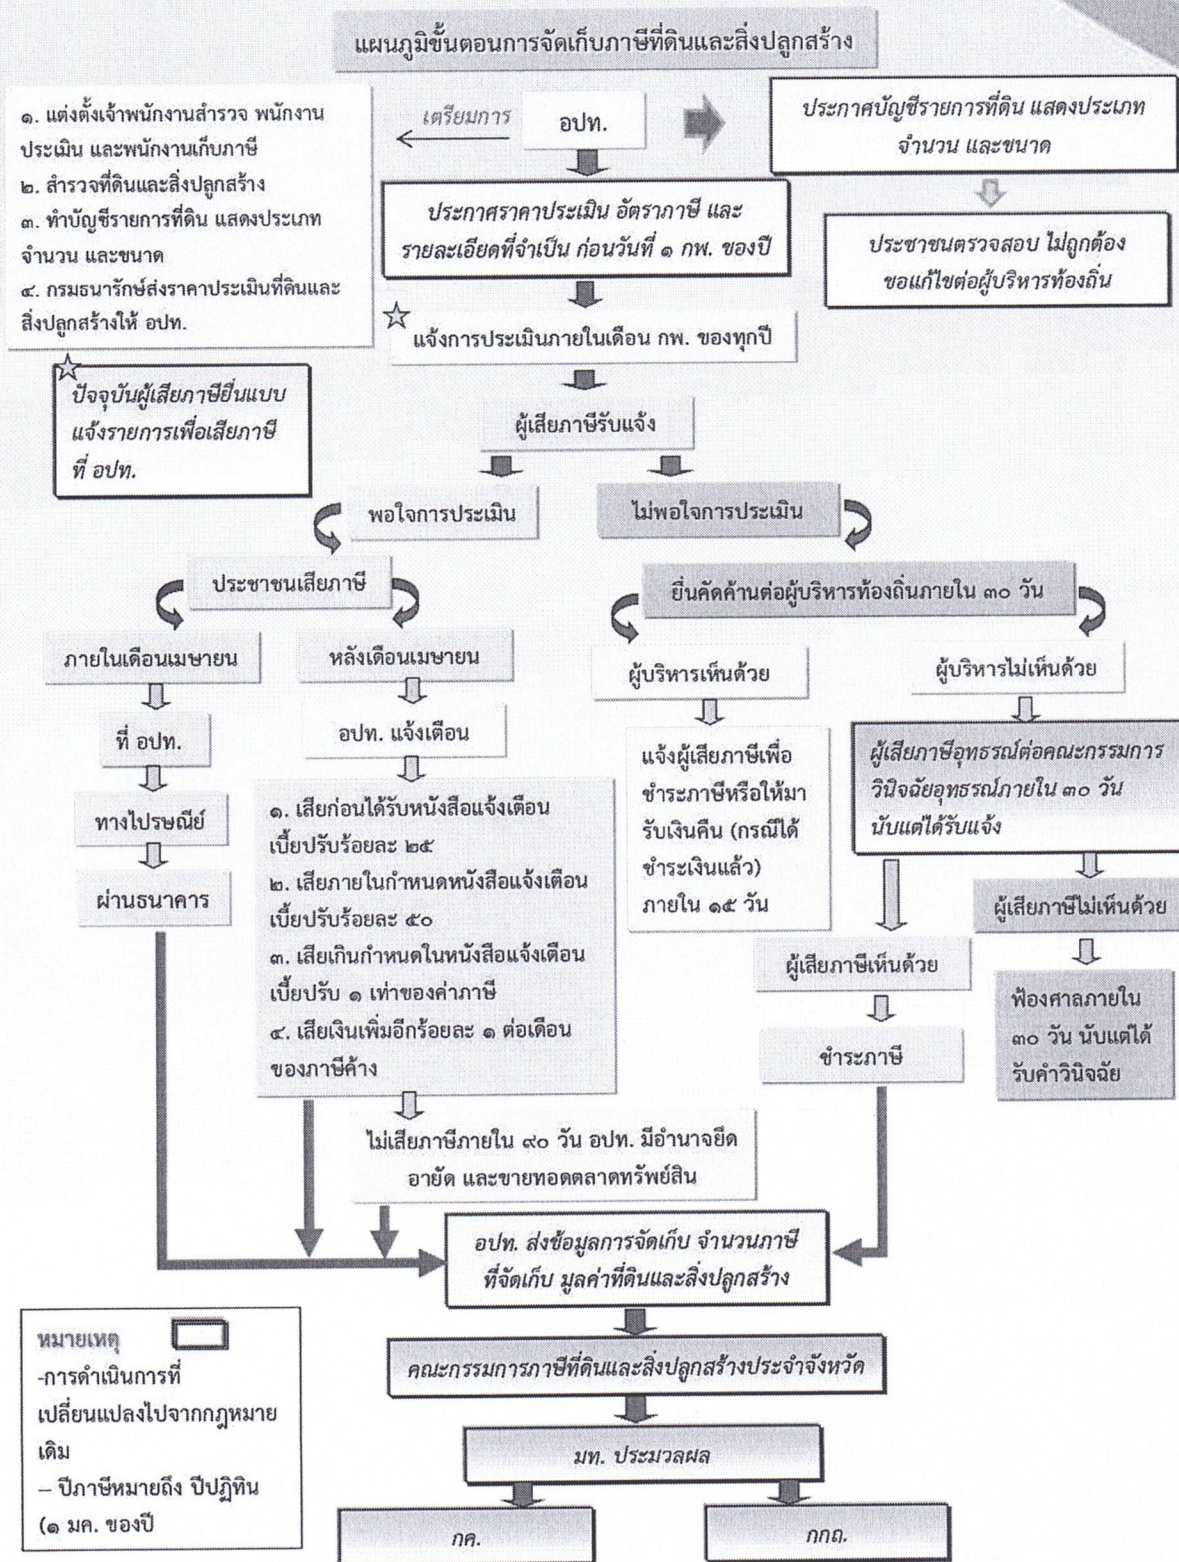 แผนภูมิขั้นตอนการจัดเก็บภาษีที่ดินและสิ่งปลูกสร้าง
๑. แต่งตั้งเจ้าพนักงานสำรวจ พนักงาน
ประเมิน และพนักงานเก็บภาษี
๒. สำรวจที่ดินและสิ่งปลูกสร้าง
๓. ทำบัญชีรายการที่ดิน แสดงประเภท
จำนวน และขนาด
๔. กรมธนารักษ์ส่งราคาประเมินที่ดินและ
สิ่งปลูกสร้างให้ อปท.
เตรียมการ
อปท.
ประกาศบัญชีรายการที่ดิน แสดงประเภท
จำนวน และขนาด
ประกาศราคาประเมิน อัตราภาษี และ
รายละเอียดที่จำเป็น ก่อนวันที่ ๑ กพ. ของปี
ประชาชนตรวจสอบ ไม่ถูกต้อง
ขอแก้ไขต่อผู้บริหารท้องถิ่น
แจ้งการประเมินภายในเดือน กพ. ของทุกปี
ปัจจุบันผู้เสียภาษียื่นแบบ
แจ้งรายการเพื่อเสียภาษี
ที่ อปท.
ผู้เสียภาษีรับแจ้ง
พอใจการประเมิน
ไม่พอใจการประเมิน
ประชาชนเสียภาษี
ยื่นคัดค้านต่อผู้บริหารท้องถิ่นภายใน ๓๐ วัน
ภายในเดือนเมษายน
หลังเดือนเมษายน
ผู้บริหารเห็นด้วย
ผู้บริหารไม่เห็นด้วย
ที่ อปท.
ทางไปรษณีย์
ผ่านธนาคาร
อปท. แจ้งเตือน
๑. เสียก่อนได้รับหนังสือแจ้งเตือน
เบี้ยปรับร้อยละ ๒๕
๒. เสียภายในกำหนดหนังสือแจ้งเตือน
เบี้ยปรับร้อยละ ๕๐
๓. เสียเกินกำหนดในหนังสือแจ้งเตือน
เบี้ยปรับ ๑ เท่าของค่าภาษี
๔. เสียเงินเพิ่มอีกร้อยละ ๑ ต่อเดือน
ของภาษีค้าง
แจ้งผู้เสียภาษีเพื่อ
ชำระภาษีหรือให้มา
รับเงินคืน (กรณีได้
ชำระเงินแล้ว)
ภายใน ๑๕ วัน
ผู้เสียภาษีอุทธรณ์ต่อคณะกรรมการ
วินิจฉัยอุทธรณ์ภายใน ๓๐ วัน
นับแต่ได้รับแจ้ง
ผู้เสียภาษีไม่เห็นด้วย
ผู้เสียภาษีเห็นด้วย
ฟ้องศาลภายใน
๓๐ วัน นับแต่ได้
รับคำวินิจฉัย
ชำระภาษี
ไม่เสียภาษีภายใน ๙๐ วัน อปท. มีอำนาจยึด
อายัด และขายทอดตลาดทรัพย์สิน
อปท. ส่งข้อมูลการจัดเก็บ จำนวนภาษี
ที่จัดเก็บ มูลค่าที่ดินและสิ่งปลูกสร้าง
คณะกรรมการภาษีที่ดินและสิ่งปลูกสร้างประจำจังหวัด
มท. ประมวลผล
กค.
กกถ.
หมายเหตุ
-การดำเนินการที่
เปลี่ยนแปลงไปจากกฎหมาย
เดิม
– ปีภาษีหมายถึง ปีปฏิทิน
(๑ มค. ของปี